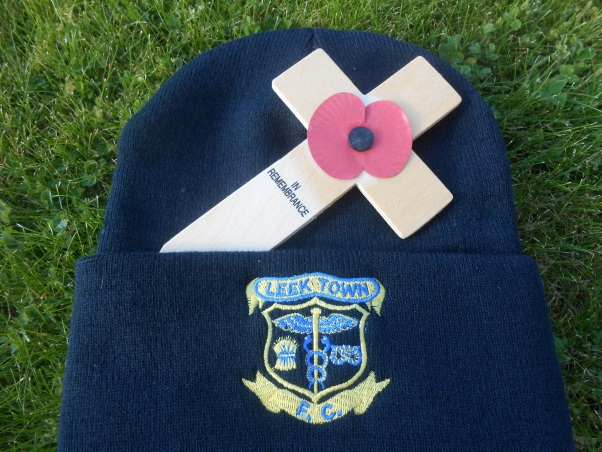 IN
REMEMBRANCE
LEEK TOWN
F.C.